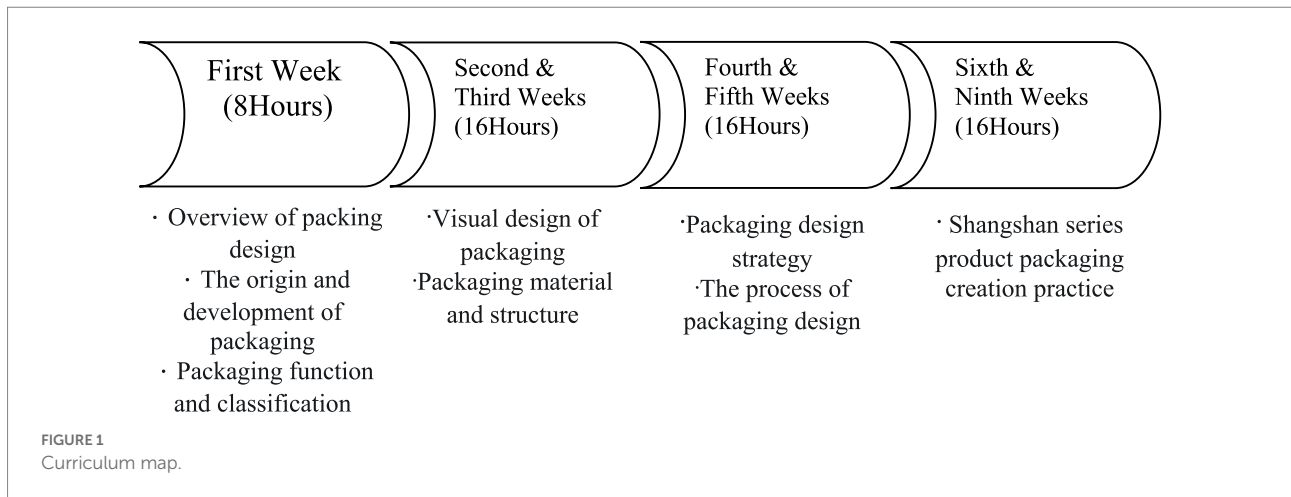 First Week
(8Hours)
Second &
Third Weeks
(16Hours)
Fourth &
Fifth Weeks
(16Hours)
Sixth &
Ninth Weeks
(16Hours)
· Overview of packing
design
· The origin and
development of
packaging
· Packaging function
and classification
·Visual design of
packaging
·Packaging material
and structure
·Packaging design
strategy
·The process of
packaging design
· Shangshan series
product packaging
creation practice
FIGURE 1
Curriculum map.